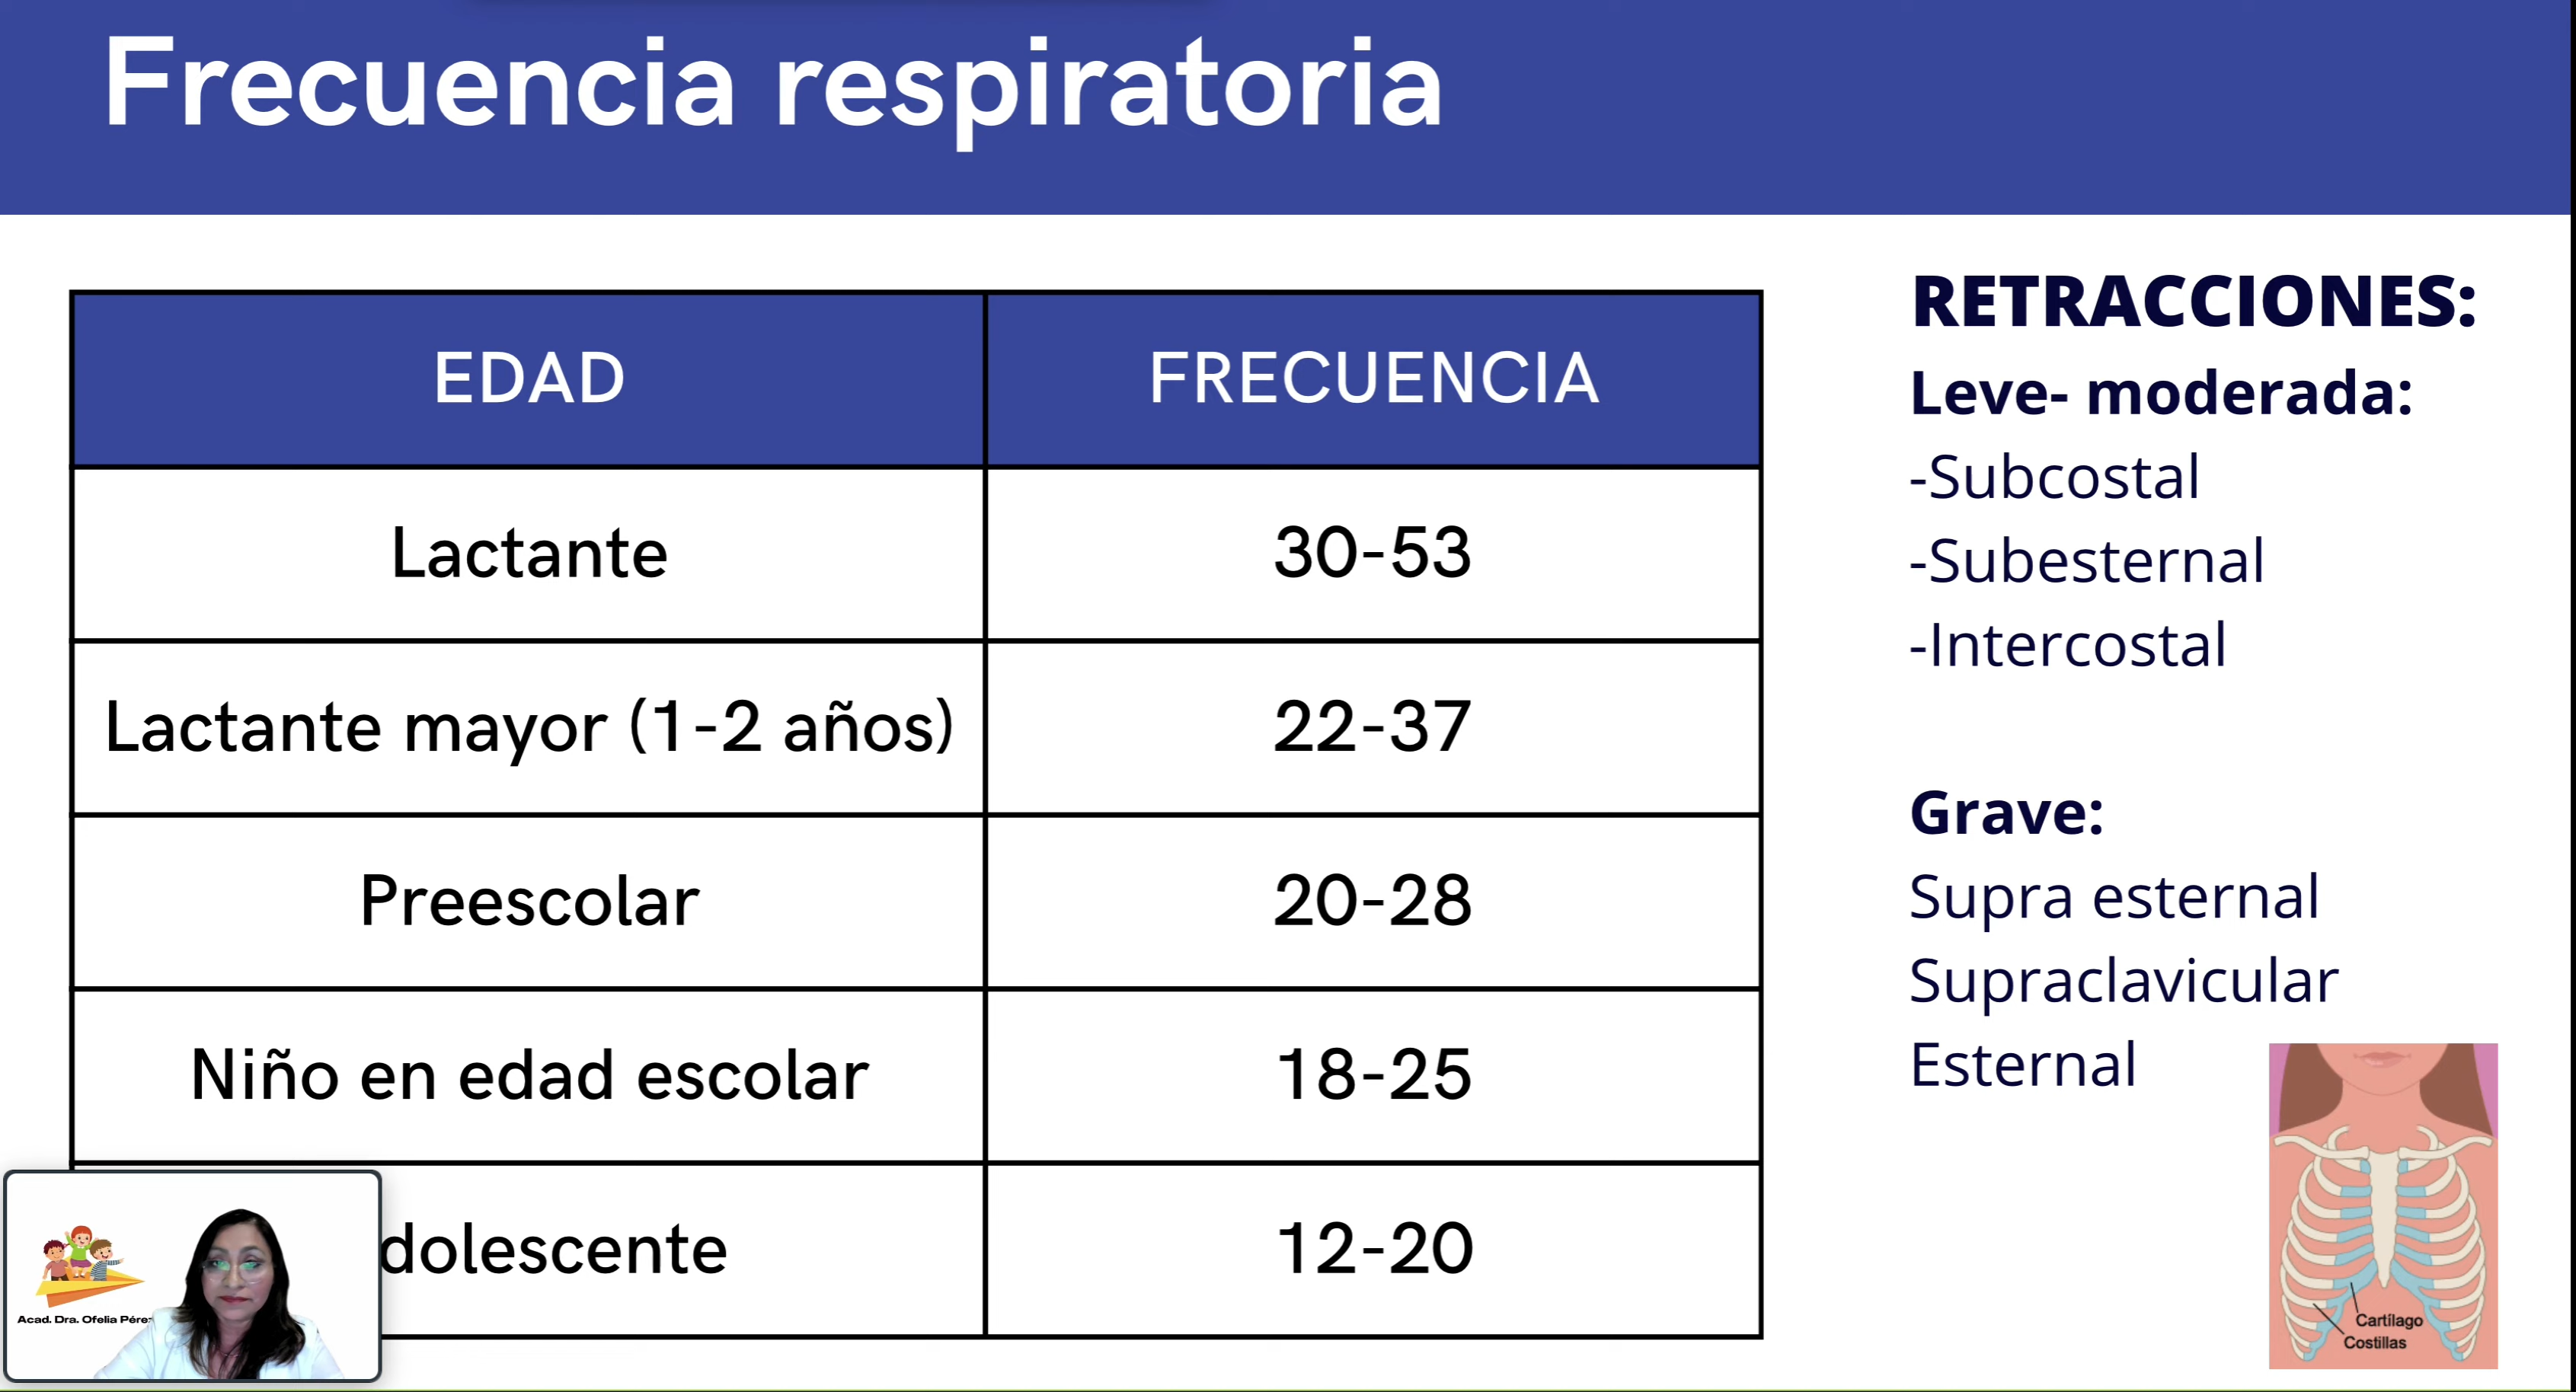 Frecuencia respiratoria
EDAD FRECUENCIA
Lactante 30-53
Lactante mayor (1-2 años) 22-37
Preescolar 20-28
Niño en edad escolar 18-25
dolescente 12-20
RETRACCIONES:
Leve- moderada:
-Subcostal
-Subesternal
-Intercostal
Grave:
Supra esternal
Supraclavicular
Esternal
Cartílago
Costillas
Acad. Dra. Ofelia Pérez